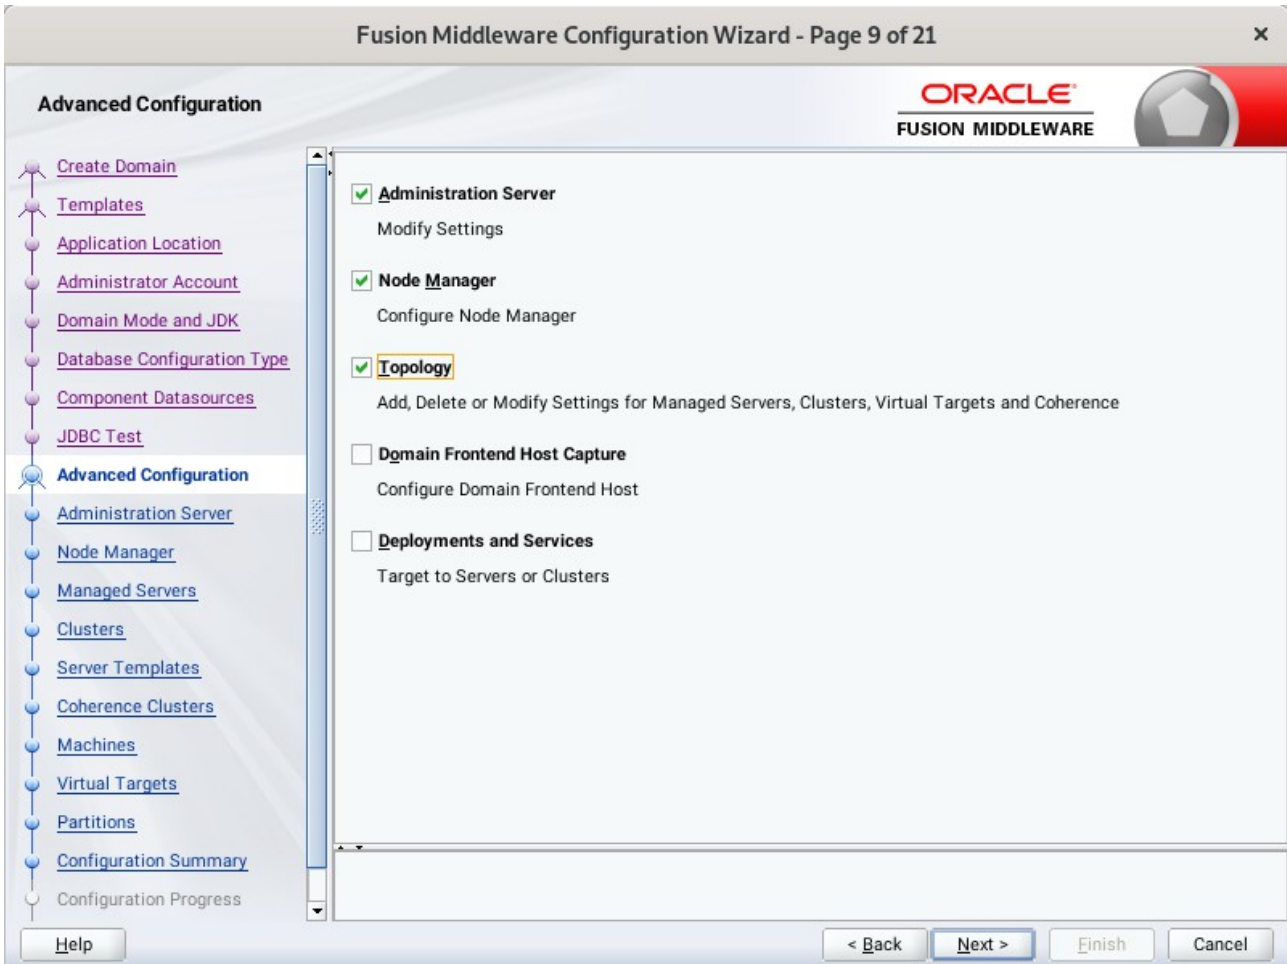 Fusion Middleware Configuration Wizard - Page 9 of 21
Advanced Configuration
ORACLE
FUSION MIDDLEWARE
Create Domain
Templates
Application Location
Administrator Account
Domain Mode and JDK
Database Configuration Type
Component Datasources
JDBC Test
Advanced Configuration
Administration Server
Node Manager
Managed Servers
Clusters
Server Templates
Coherence Clusters
Machines
Virtual Targets
Partitions
Configuration Summary
Configuration Progress
Administration Server
Modify Settings
Node Manager
Configure Node Manager
Topology
Add, Delete or Modify Settings for Managed Servers, Clusters, Virtual Targets and Coherence
Domain Frontend Host Capture
Configure Domain Frontend Host
Deployments and Services
Target to Servers or Clusters
Help
< Back
Next >
Finish
Cancel